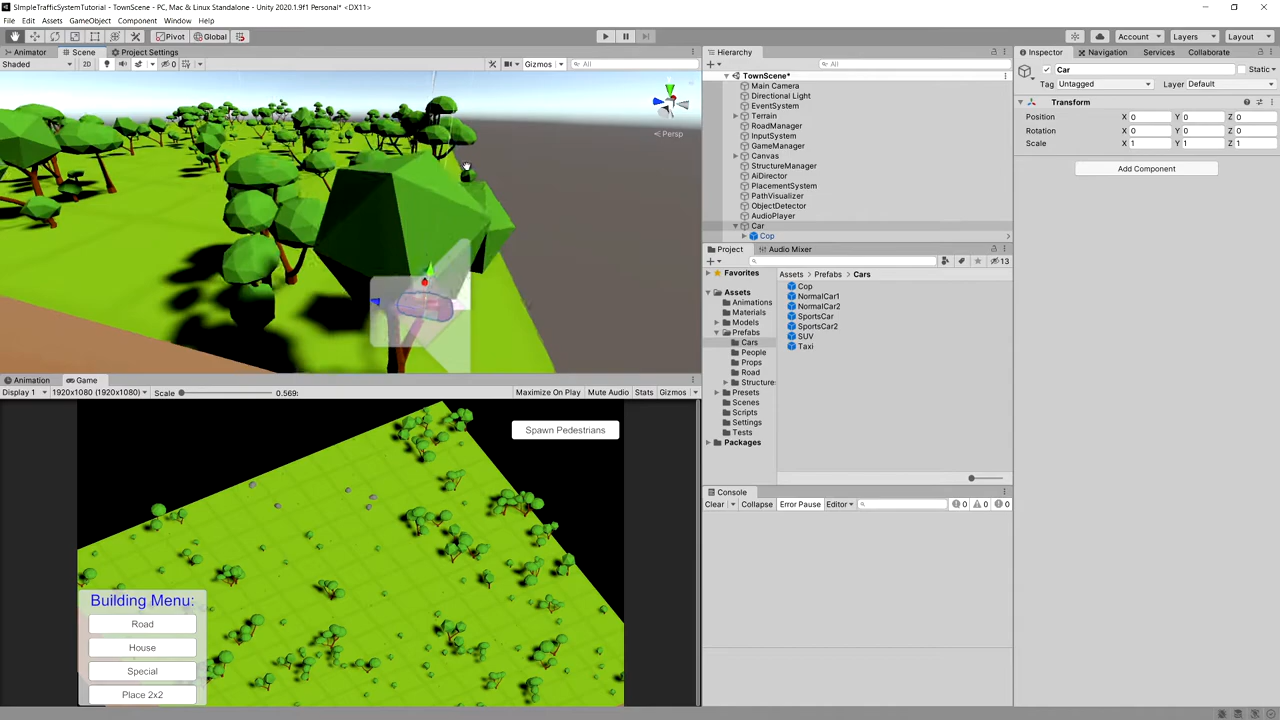 SImpleTrafficSystemTutorial - TownScene - PC, Mac & Linux Standalone - Unity 2020.1.9f1 Personal* <DX11>
File Edit Assets GameObject Component Window Help
Pivot Global Account Layers Layout
Animator Scene Project Settings
Shaded 2D 0 Gizmos All
Persp
Animation Game
Display 1 1920x1080 (1920x1080) Scale 0.569: Maximize On Play Mute Audio Stats Gizmos
Spawn Pedestrians
Building Menu:
Road
House
Special
Place 2x2
Hierarchy
All
TownScene*
Main Camera
Directional Light
EventSystem
Terrain
RoadManager
InputSystem
GameManager
Canvas
StructureManager
AiDirector
PlacementSystem
PathVisualizer
ObjectDetector
AudioPlayer
Car
Cop
Project Audio Mixer
13
Favorites
Assets
Animations
Materials
Models
Prefabs
Cars
People
Props
Road
Structure:
Presets
Scenes
Scripts
Settings
Tests
Packages
Assets Prefabs Cars
Cop
NormalCar1
NormalCar2
SportsCar
SportsCar2
SUV
Taxi
Console
Clear Collapse Error Pause Editor 0 0 0
Inspector Navigation Services Collaborate
Car Static
Tag Untagged Layer Default
Transform
Position X 0 Y 0 Z 0
Rotation X 0 Y 0 Z 0
Scale X 1 Y 1 Z 1
Add Component